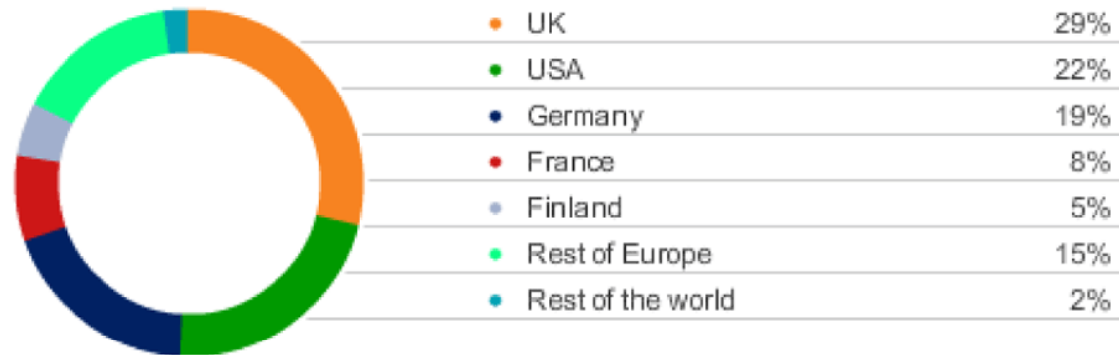 UK 29%
USA 22%
Germany 19%
France 8%
Finland 5%
Rest of Europe 15%
Rest of the world 2%